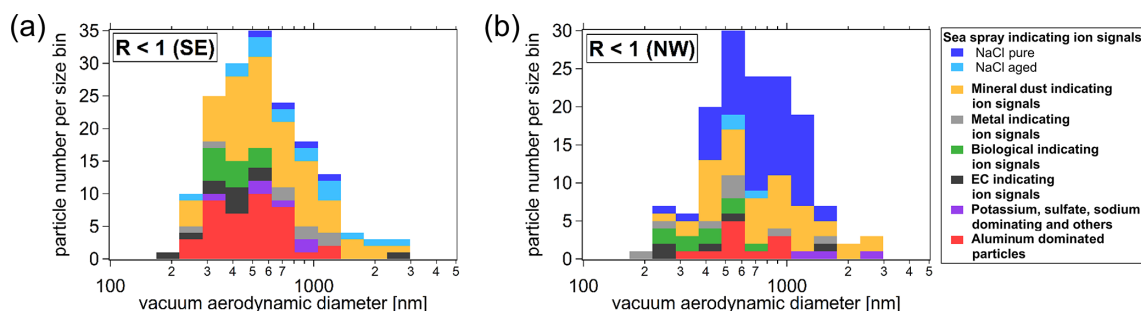 (a)
R < 1 (SE)
particle number per size bin
35
30
25
20
15
10
5
0
100
2
3
4
5
6
7
1000
2
3
4
5
vacuum aerodynamic diameter [nm]
(b)
R < 1 (NW)
particle number per size bin
30
25
20
15
10
5
0
100
2
3
4
5
6
7
1000
2
3
4
5
vacuum aerodynamic diameter [nm]
Sea spray indicating ion signals
NaCl pure
NaCl aged
Mineral dust indicating
ion signals
Metal indicating
ion signals
Biological indicating
ion signals
EC indicating
ion signals
Potassium, sulfate, sodium
dominating and others
Aluminum dominated
particles